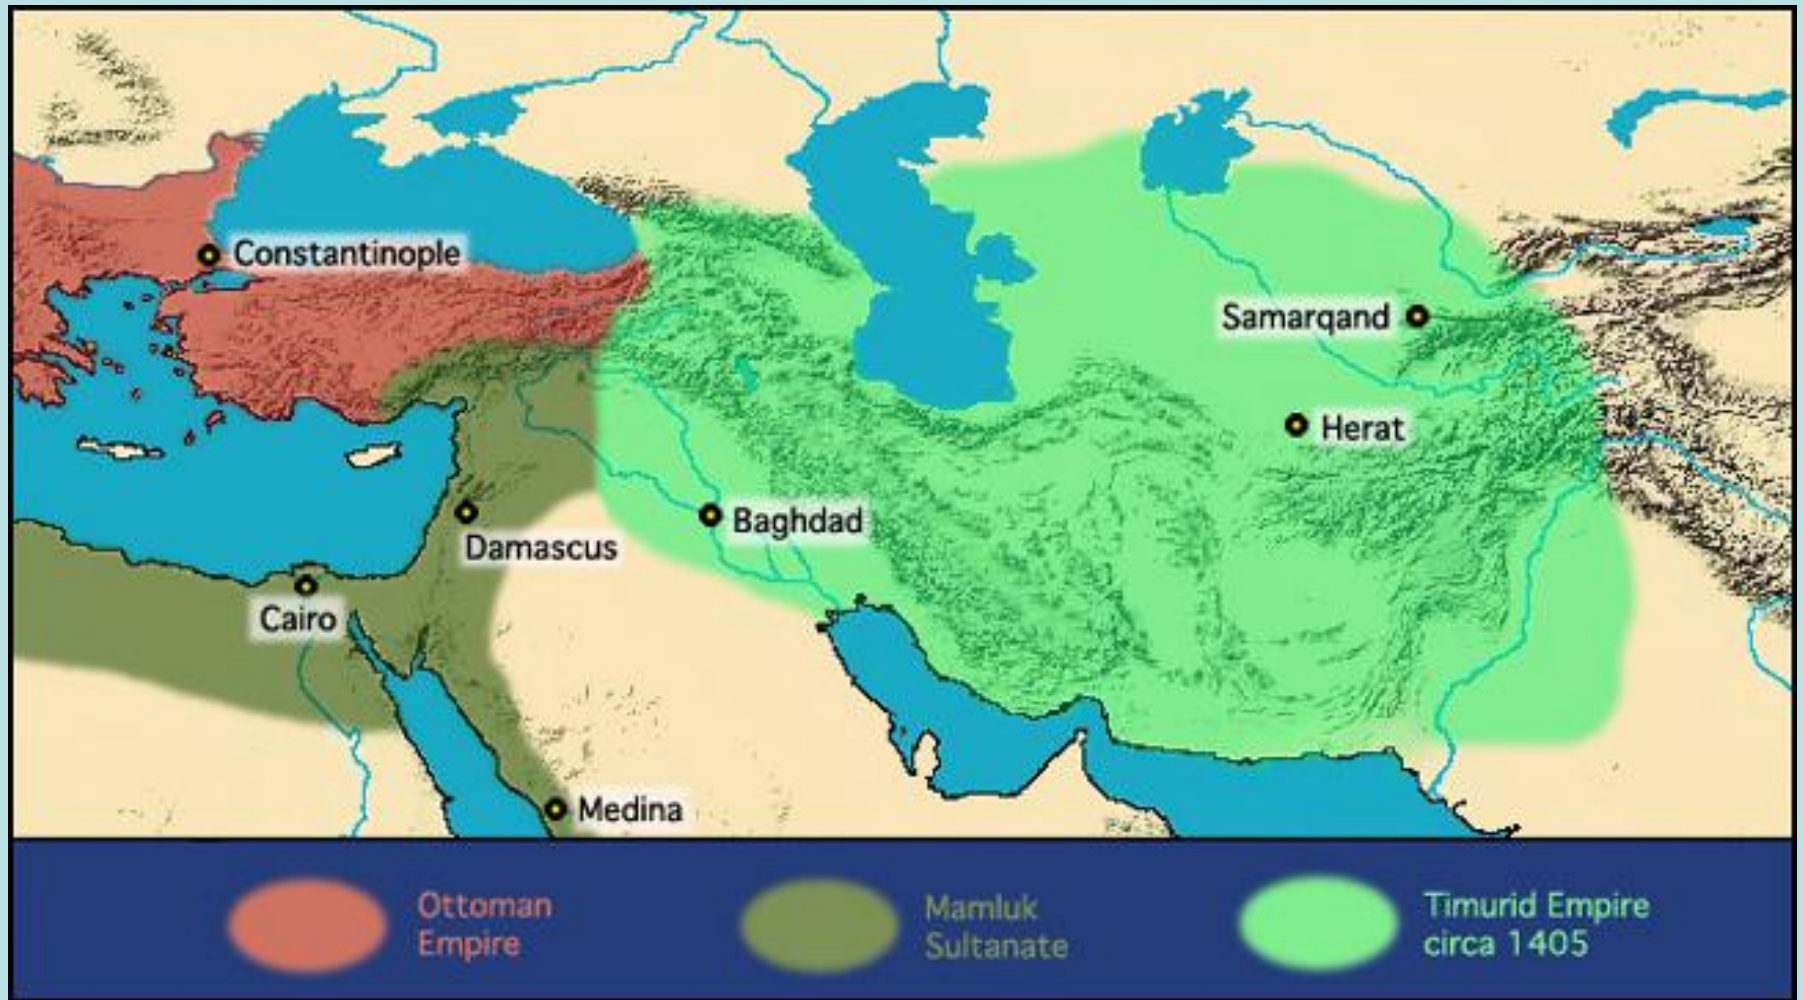 Constantinople
Samarqand
Herat
Baghdad
Damascus
Cairo
Medina
Ottoman
Empire
Mamluk
Sultanate
Timurid Empire
circa 1405